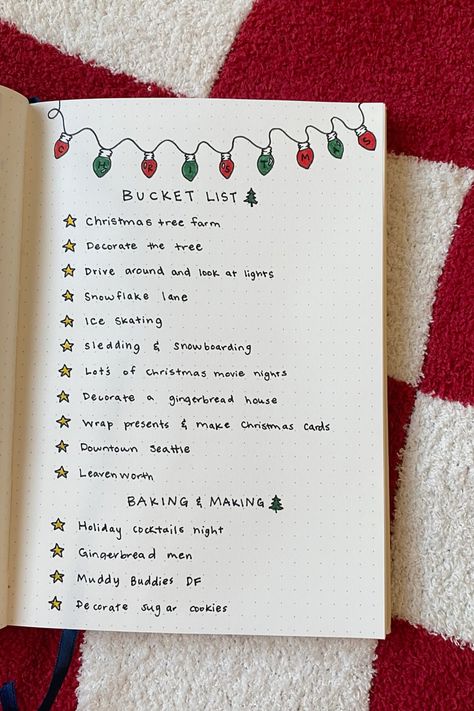 CHRISTMAS
BUCKET LIST
Christmas tree farm
Decorate the tree
Drive around and look at lights
Snowflake lane
Ice skating
Sledding & Snowboarding
Lot's of christmas movie nights
Decorate a gingerbread house
Wrap presents & make Christmas cards
Downtown Seattle
Leavenworth
BAKING & MAKING
Holiday cocktails night
Gingerbread men
Muddy Buddies DF
Decorate sugar cookies